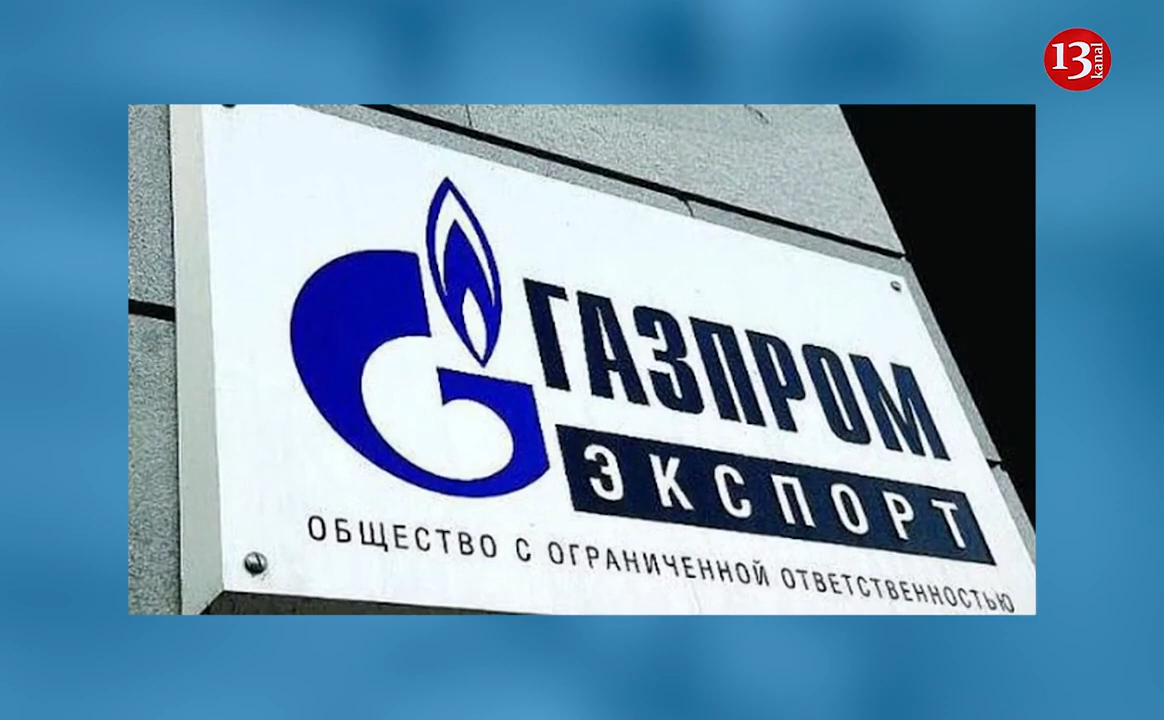 13
kanal
ГАЗПРОМ
ЭКСПОРТ
ОБЩЕСТВО С ОГРАНИЧЕННОЙ ОТВЕТСТВЕННОСТЬЮ